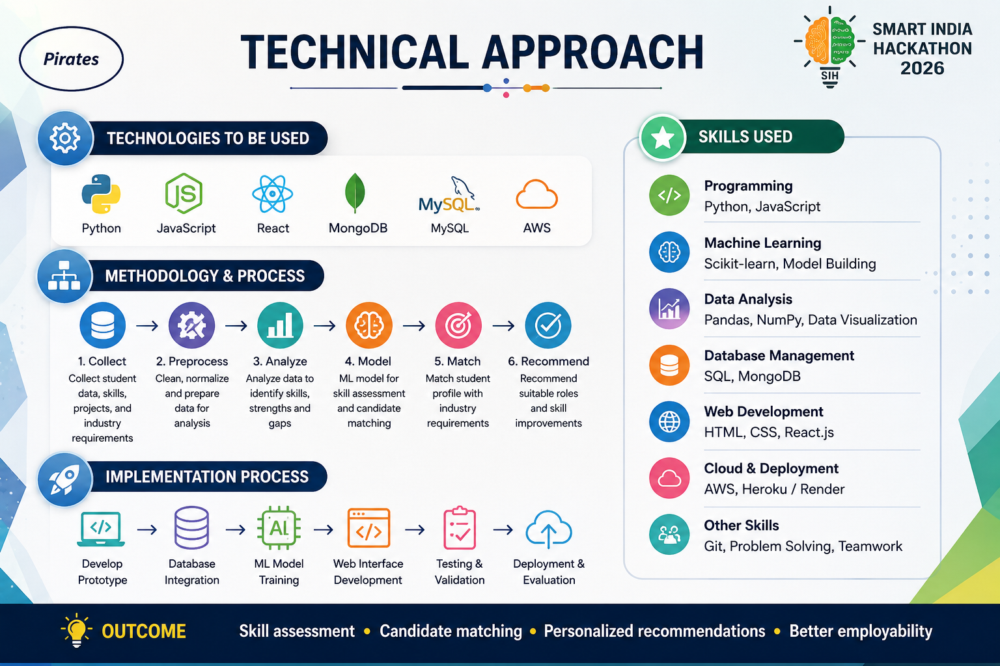 Pirates
TECHNICAL APPROACH
SIH
SMART INDIA
HACKATHON
2026
TECHNOLOGIES TO BE USED
JS
MySQL
Python
JavaScript
React
MongoDB
MySQL
AWS
METHODOLOGY & PROCESS
1. Collect
Collect student
data, skills,
projects, and
industry
requirements
2. Preprocess
Clean, normalize
and prepare
data for
analysis
3. Analyze
Analyze data to
identify skills,
strengths and
gaps
4. Model
ML model for
skill assessment
and candidate
matching
5. Match
Match student
profile with
industry
requirements
6. Recommend
Recommend
suitable roles
and skill
improvements
IMPLEMENTATION PROCESS
</>
AI
</>
Develop
Prototype
Database
Integration
ML Model
Training
Web Interface
Development
Testing &
Validation
Deployment &
Evaluation
SKILLS USED
</>
Programming
Python, JavaScript
Machine Learning
Scikit-learn, Model Building
Data Analysis
Pandas, NumPy, Data Visualization
Database Management
SQL, MongoDB
Web Development
HTML, CSS, React.js
Cloud & Deployment
AWS, Heroku / Render
Other Skills
Git, Problem Solving, Teamwork
OUTCOME
Skill assessment • Candidate matching • Personalized recommendations • Better employability